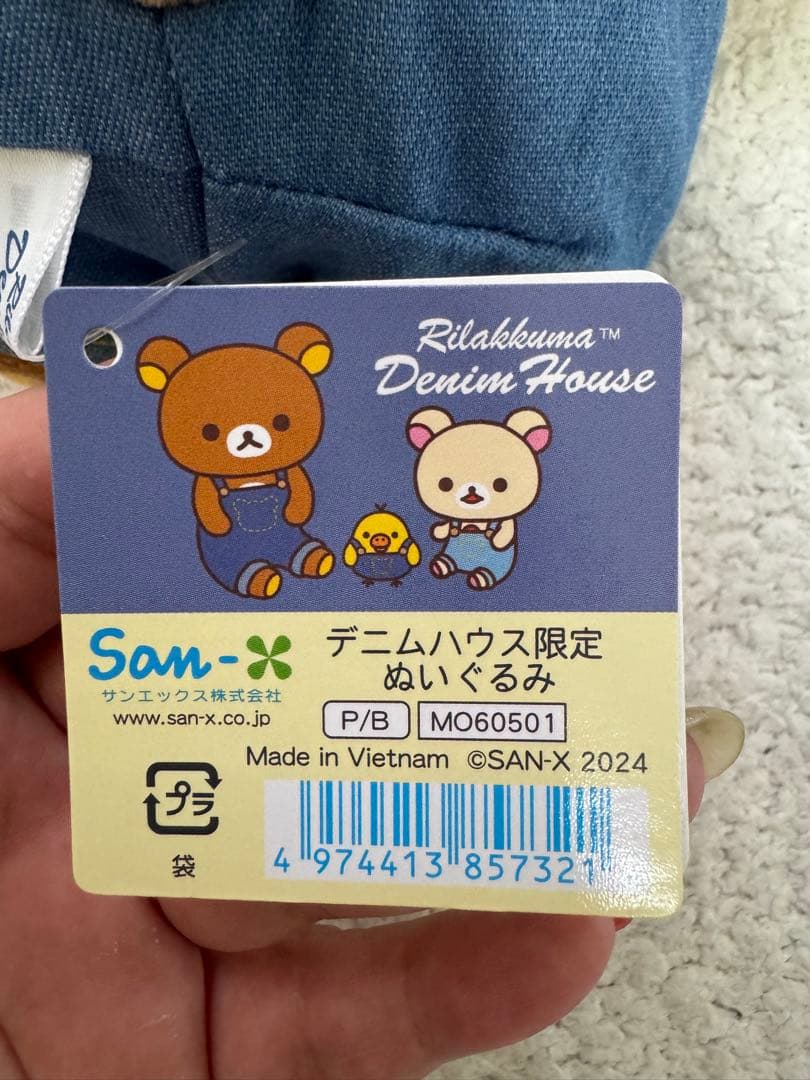 Rilakkuma™
Denim House
San-X
サンエックス株式会社
www.san-x.co.jp
デニムハウス限定
ぬいぐるみ
P/B MO60501
Made in Vietnam ©SAN-X 2024
プラ
袋
4 974413 857321